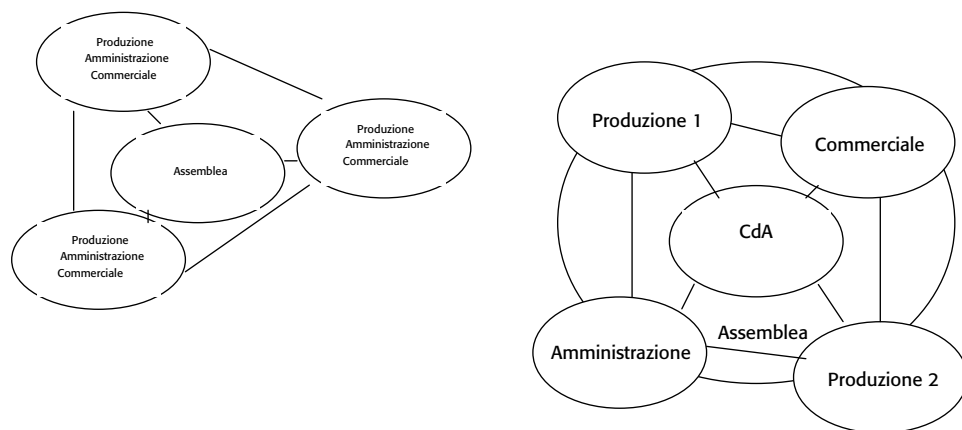 Produzione
Amministrazione
Commerciale
Produzione
Amministrazione
Commerciale
Assemblea
Produzione
Amministrazione
Commerciale
Produzione 1
Commerciale
CdA
Assemblea
Amministrazione
Produzione 2